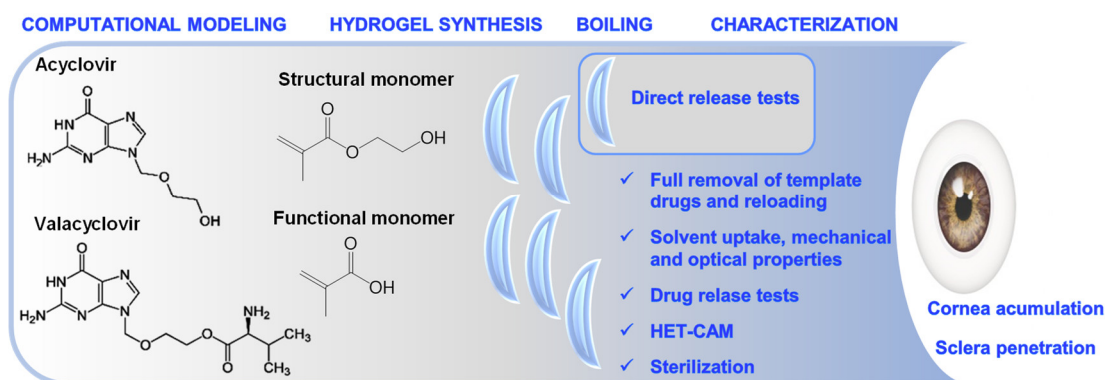 COMPUTATIONAL MODELING
HYDROGEL SYNTHESIS
BOILING
CHARACTERIZATION
Acyclovir
O
HN
N
H₂N
N
N
O
OH
Structural monomer
O
O
OH
Direct release tests
Valacyclovir
O
HN
N
H₂N
N
N
O
O
O
NH₂
CH₃
CH₃
Functional monomer
O
OH
✓ Full removal of template
drugs and reloading
✓ Solvent uptake, mechanical
and optical properties
✓ Drug relase tests
✓ HET-CAM
✓ Sterilization
Cornea acumulation
Sclera penetration